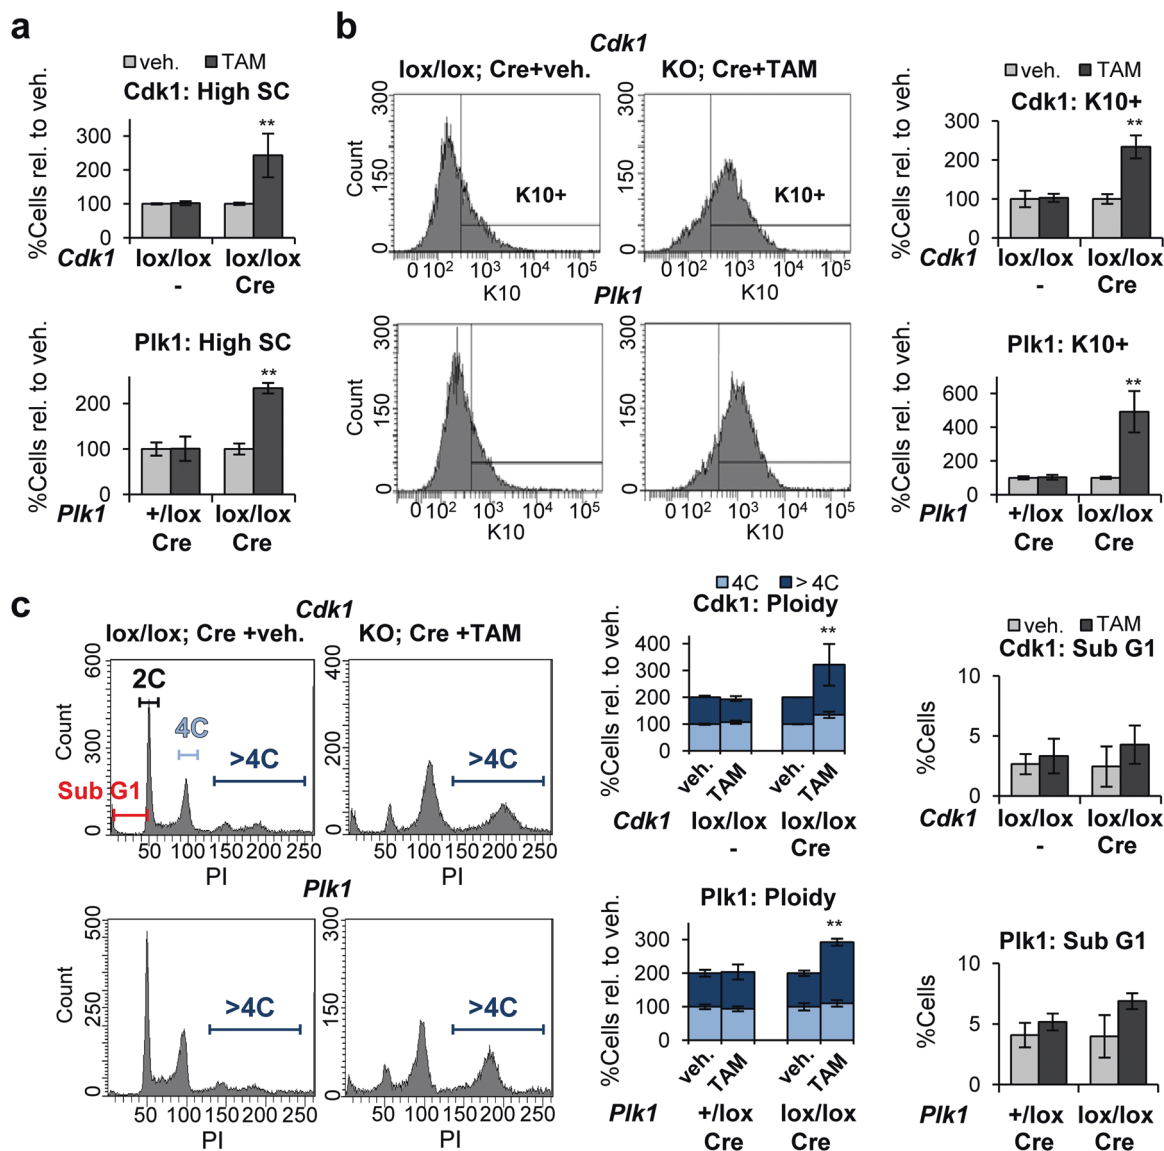 a
veh. TAM
Cdk1: High SC
%Cells rel. to veh.
300
200
100
0
Cdk1 lox/lox lox/lox
- Cre
Plk1: High SC
%Cells rel. to veh.
200
100
0
Plk1 +/lox lox/lox
Cre Cre
**
**
b
Cdk1
lox/lox; Cre+veh. KO; Cre+TAM
Count
300
150
0
K10+
0 10² 10³ 10⁴ 10⁵
K10
300
150
0
K10+
0 10² 10³ 10⁴ 10⁵
K10
Plk1
Count
300
150
0
0 10² 10³ 10⁴ 10⁵
K10
300
150
0
0 10² 10³ 10⁴ 10⁵
K10
veh. TAM
Cdk1: K10+
**
%Cells rel. to veh.
300
200
100
0
Cdk1 lox/lox lox/lox
- Cre
Plk1: K10+
**
%Cells rel. to veh.
600
400
200
0
Plk1 +/lox lox/lox
Cre Cre
c
Cdk1
lox/lox; Cre +veh. KO; Cre +TAM
Count
600
300
0
2C
4C
>4C
Sub G1
50 100 150 200 250
PI
400
200
0
>4C
50 100 150 200 250
PI
Plk1
Count
500
250
0
>4C
50 100 150 200 250
PI
300
150
0
>4C
50 100 150 200 250
PI
4C > 4C
Cdk1: Ploidy
**
%Cells rel. to veh.
400
300
200
100
0
veh. TAM veh. TAM
Cdk1 lox/lox lox/lox
- Cre
Plk1: Ploidy
**
%Cells rel. to veh.
300
200
100
0
veh. TAM veh. TAM
Plk1 +/lox lox/lox
Cre Cre
veh. TAM
Cdk1: Sub G1
%Cells
10
5
0
Cdk1 lox/lox lox/lox
- Cre
Plk1: Sub G1
%Cells
10
5
0
Plk1 +/lox lox/lox
Cre Cre